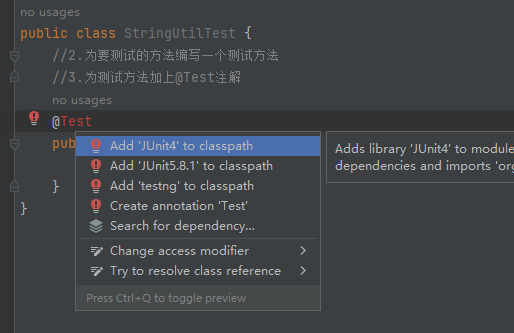 no usages
public class StringUtilTest {
//2.为要测试的方法编写一个测试方法
//3.为测试方法加上@Test注解
no usages
@Test
pu
Add 'JUnit4' to classpath
Add 'JUnit5.8.1' to classpath
Add 'testng' to classpath
Create annotation 'Test'
Search for dependency...
Change access modifier
Try to resolve class reference
Press Ctrl+Q to toggle preview
Adds library 'JUnit4' to module
dependencies and imports 'org
}
}